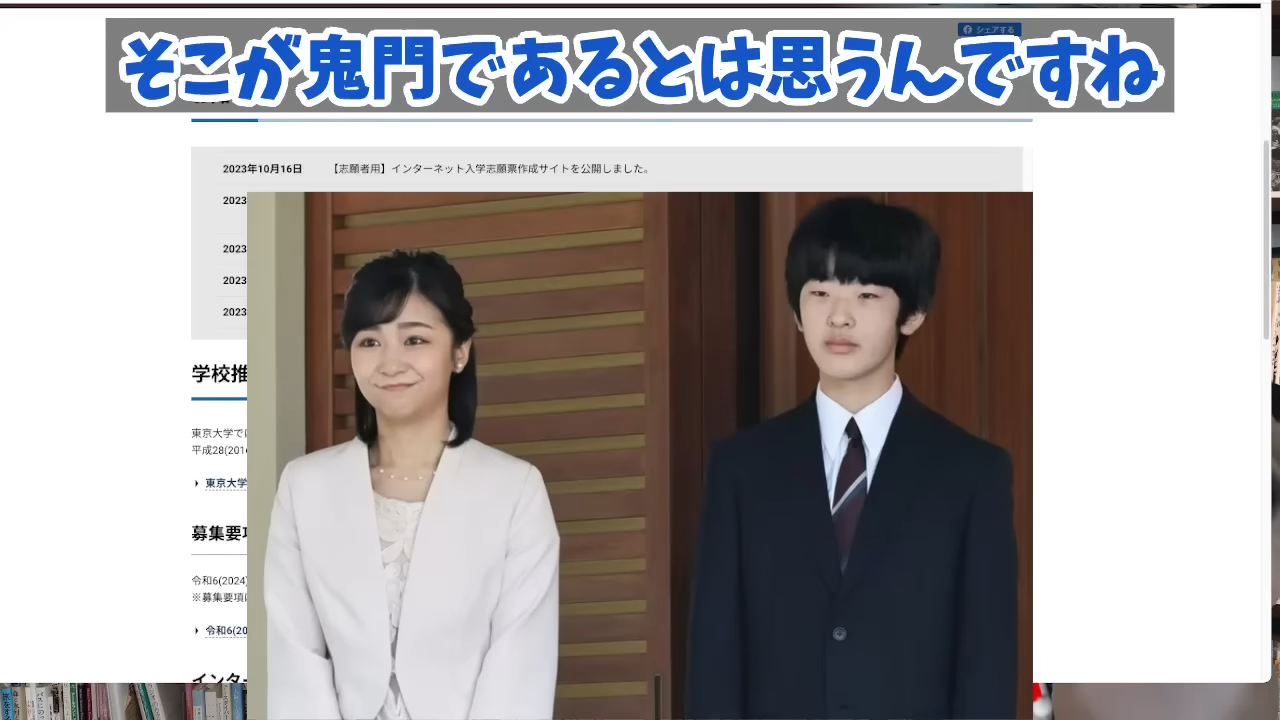 そこが鬼門であるとは思うんですね
シェアする
2023年10月16日 【志願者用】インターネット入学志願票作成サイトを公開しました。
2023
2023
2023
2023
学校推
東京大学で
平成28(201
東京大学
募集要
令和6(2024)
※募集要項
令和6(20
インター